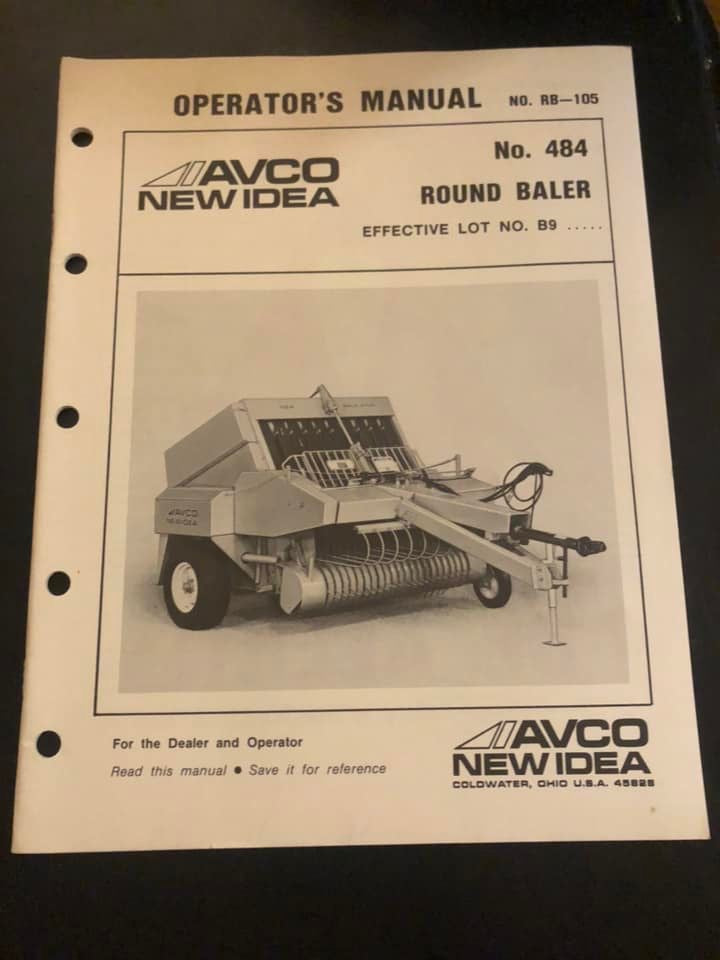 OPERATOR'S MANUAL NO. RB—105
AVCO
NEW IDEA
No. 484
ROUND BALER
EFFECTIVE LOT NO. B9 .....
AVCO
NEW IDEA
For the Dealer and Operator
Read this manual ● Save it for reference
AVCO
NEW IDEA
COLDWATER, OHIO U.S.A. 45828